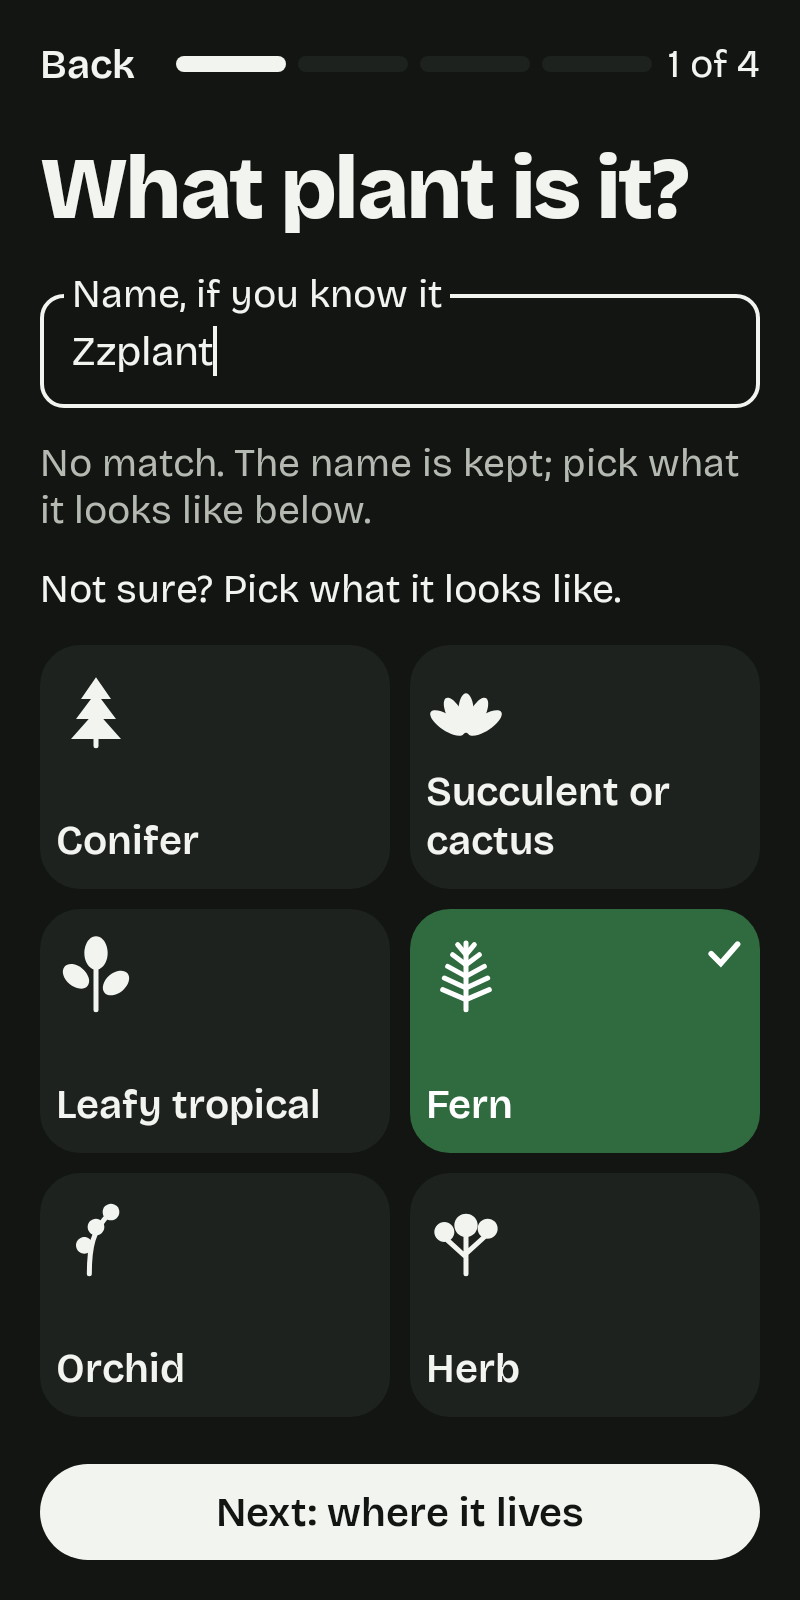 Back
1 of 4
What plant is it?
Name, if you know it
Zzplant
No match. The name is kept; pick what
it looks like below.
Not sure? Pick what it looks like.
Conifer
Succulent or
cactus
Leafy tropical
Fern
Orchid
Herb
Next: where it lives